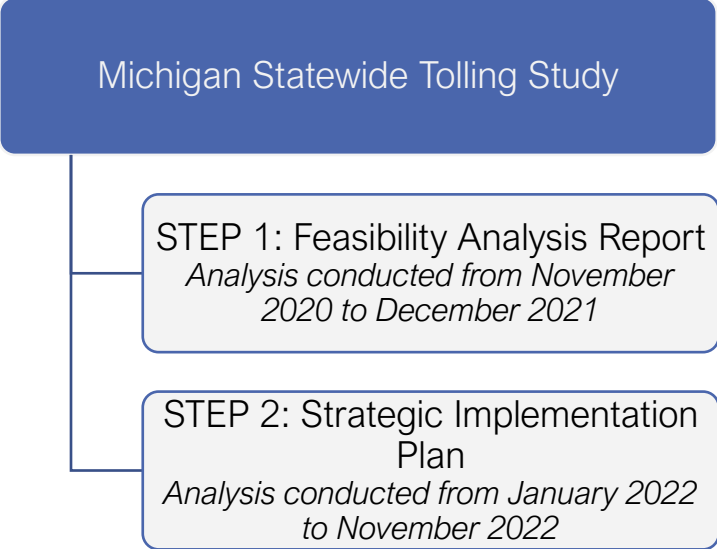 Michigan Statewide Tolling Study
STEP 1: Feasibility Analysis Report
Analysis conducted from November
2020 to December 2021
STEP 2: Strategic Implementation
Plan
Analysis conducted from January 2022
to November 2022